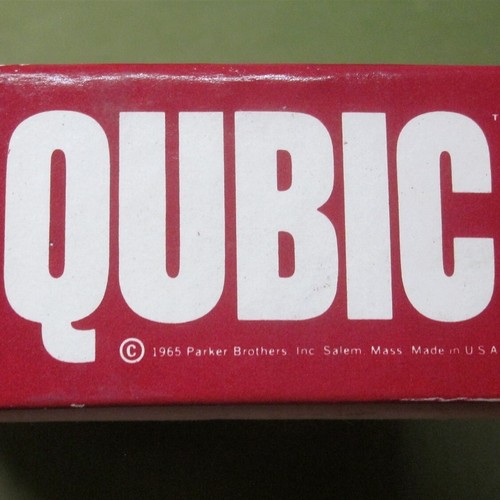 QUBIC
© 1965 Parker Brothers Inc Salem, Mass Made in U S A